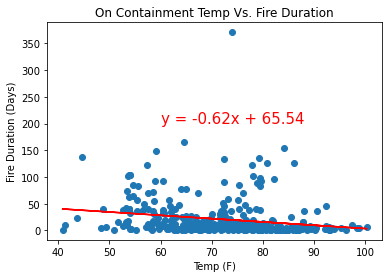 On Containment Temp Vs. Fire Duration
Fire Duration (Days)
350
300
250
200
150
100
50
0
y = -0.62x + 65.54
40 50 60 70 80 90 100
Temp (F)